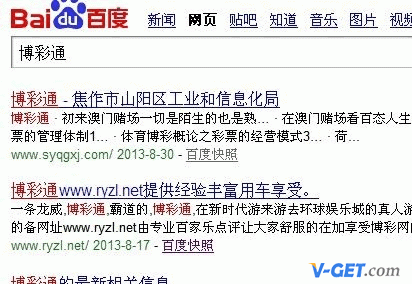 Bai du 百度 新闻 网页 贴吧 知道 音乐 图片 视频
博彩通
博彩通 - 焦作市山阳区工业和信息化局
博彩通 · 初来澳门赌场一切是陌生的也是熟… · 在澳门赌场看百态人生
票的管理体制1… · 体育博彩概论之彩票的经营模式3… · 荷…
www.syqgxj.com/ 2013-8-30 - 百度快照
博彩通www.ryzl.net提供经验丰富用车享受。
一条龙威,博彩通,霸道的,博彩通,在新时代游来游去环球娱乐城的真人游
的备网址www.ryzl.net由专业百家乐点评让大家舒服的在加享受博彩网
www.ryzl.net/ 2013-8-17 - 百度快照
博彩通的最新相关信息
V-GET.com